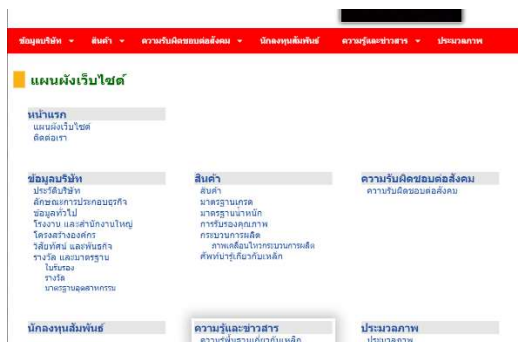 ข้อมูลบริษัท สินค้า ความรับผิดชอบต่อสังคม นักลงทุนสัมพันธ์ ความรู้และข่าวสาร ประมวลภาพ
แผนผังเว็บไซต์
หน้าแรก
แผนผังเว็บไซต์
ติดต่อเรา
ข้อมูลบริษัท
ประวัติบริษัท
ลักษณะการประกอบธุรกิจ
ข้อมูลทั่วไป
โรงงาน และสำนักงานใหญ่
โครงสร้างองค์กร
วิสัยทัศน์ และพันธกิจ
รางวัล และมาตรฐาน
ใบรับรอง
รางวัล
มาตรฐานอุตสาหกรรม
สินค้า
สินค้า
มาตรฐานเกรด
มาตรฐานน้ำหนัก
การรับรองคุณภาพ
กระบวนการผลิต
ภาพเคลื่อนไหวกระบวนการผลิต
ศัพท์น่ารู้เกี่ยวกับเหล็ก
ความรับผิดชอบต่อสังคม
ความรับผิดชอบต่อสังคม
นักลงทุนสัมพันธ์
ความรู้และข่าวสาร
ความรู้พื้นฐานเกี่ยวกับเหล็ก
ประมวลภาพ
ประมวลภาพ